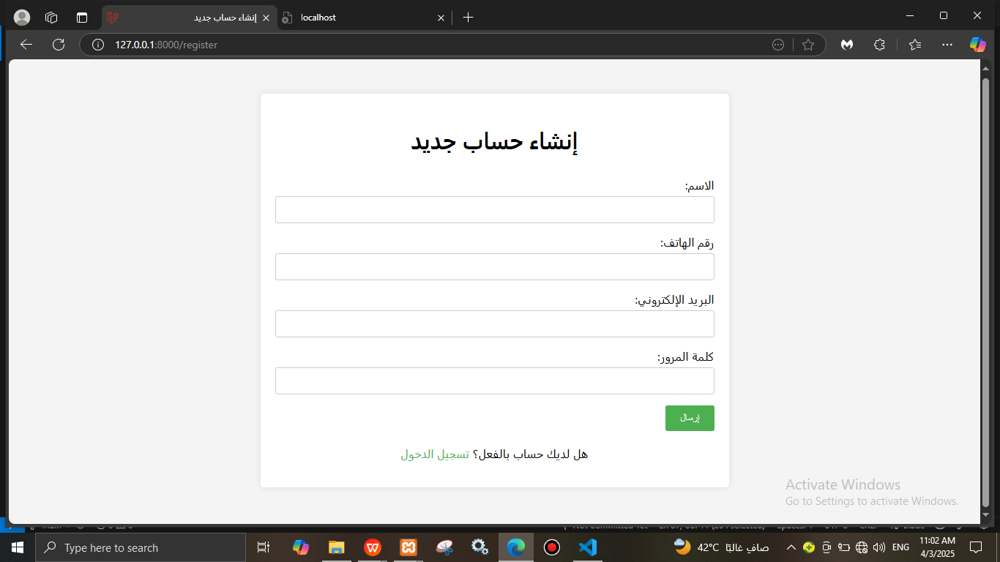 إنشاء حساب جديد
localhost
127.0.0.1:8000/register
إنشاء حساب جديد
الاسم:
رقم الهاتف:
البريد الإلكتروني:
كلمة المرور:
إرسال
هل لديك حساب بالفعل؟ تسجيل الدخول
Activate Windows
Go to Settings to activate Windows.
Type here to search
42°C صافٍ غالبًا
ENG
11:02 AM
4/3/2025